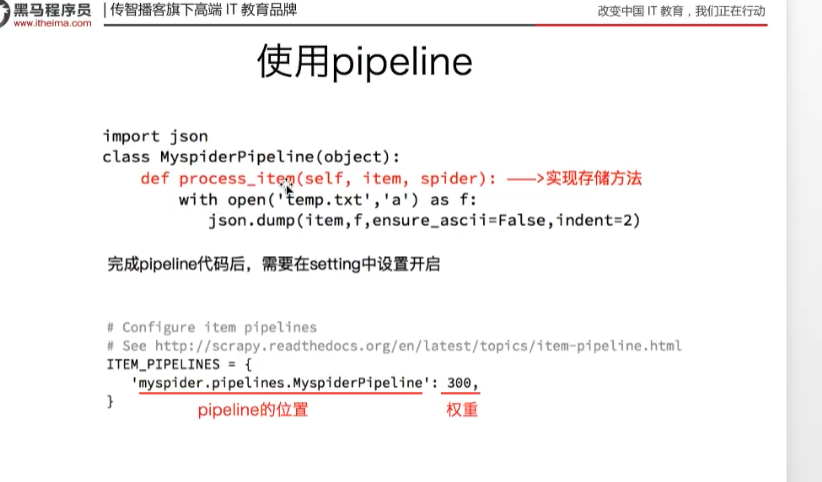 黑马程序员 | 传智播客旗下高端 IT 教育品牌
www.itheima.com
改变中国 IT 教育，我们正在行动
使用pipeline
import json
class MyspiderPipeline(object):
def process_item(self, item, spider): ——>实现存储方法
with open('temp.txt','a') as f:
json.dump(item,f,ensure_ascii=False,indent=2)
完成pipeline代码后，需要在setting中设置开启
# Configure item pipelines
# See http://scrapy.readthedocs.org/en/latest/topics/item-pipeline.html
ITEM_PIPELINES = {
'myspider.pipelines.MyspiderPipeline': 300,
}
pipeline的位置
权重